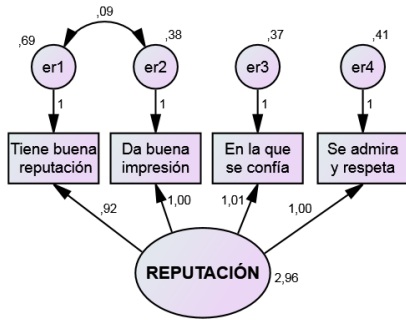 ,09
,69 ,38 ,37 ,41
er1 er2 er3 er4
1 1 1 1
Tiene buena
reputación
Da buena
impresión
En la que
se confía
Se admira
y respeta
,92 1,00 1,01 1,00
REPUTACIÓN 2,96